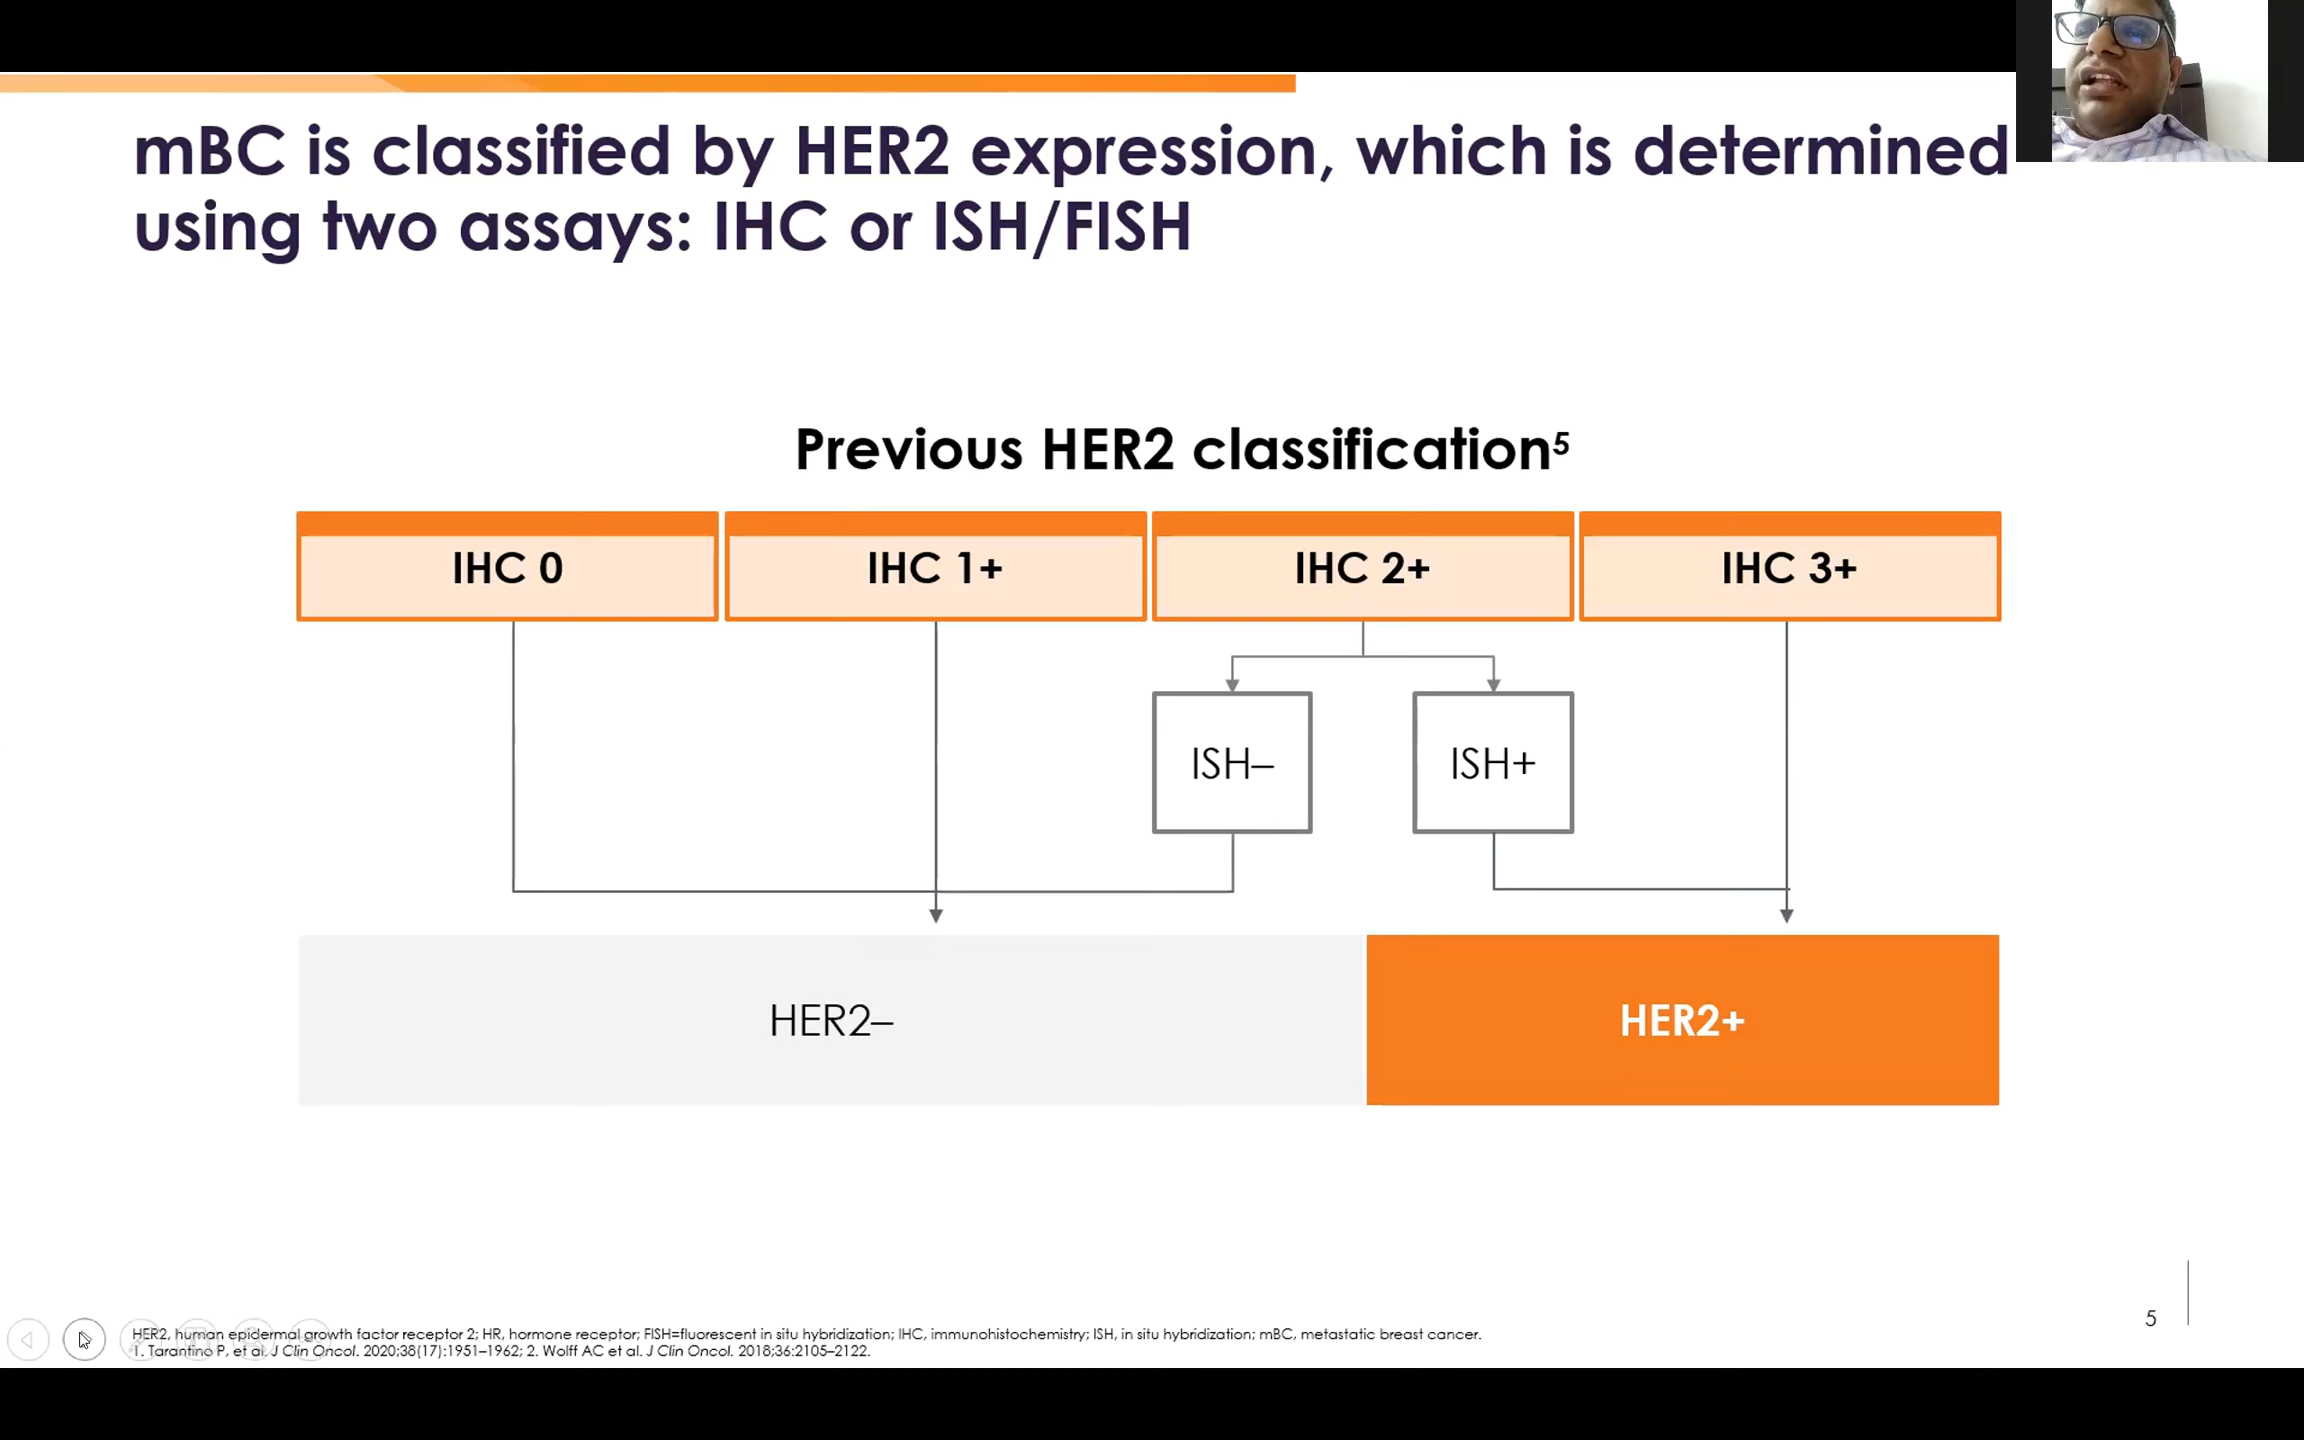 mBC is classified by HER2 expression, which is determined
using two assays: IHC or ISH/FISH
Previous HER2 classification⁵
IHC 0
IHC 1+
IHC 2+
IHC 3+
ISH–
ISH+
HER2–
HER2+
5
HER2, human epidermal growth factor receptor 2; HR, hormone receptor; FISH=fluorescent in situ hybridization; IHC, immunohistochemistry; ISH, in situ hybridization; mBC, metastatic breast cancer.
1. Tarantino P, et al. J Clin Oncol. 2020;38(17):1951–1962; 2. Wolff AC et al. J Clin Oncol. 2018;36:2105–2122.